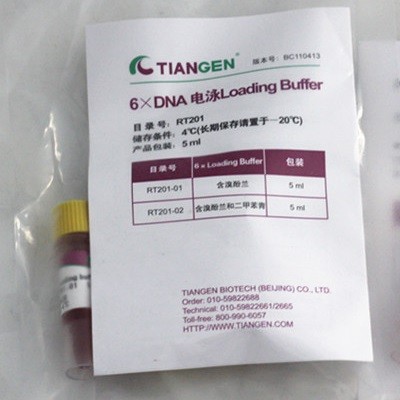 TIANGEN®
版本号: BC110413
6×DNA 电泳Loading Buffer
目 录 号: RT201
储存条件: 4℃(长期保存请置于−20℃)
产品包装: 5 ml
目录号 6 × Loading Buffer 包装
RT201-01 含溴酚兰 5 ml
RT201-02 含溴酚兰和二甲苯青 5 ml
TIANGEN BIOTECH (BEIJING) CO., LTD.
Order: 010-59822688
Technical: 010-59822661/2665
Toll-free: 800-990-6057
Http://WWW.TIANGEN.COM